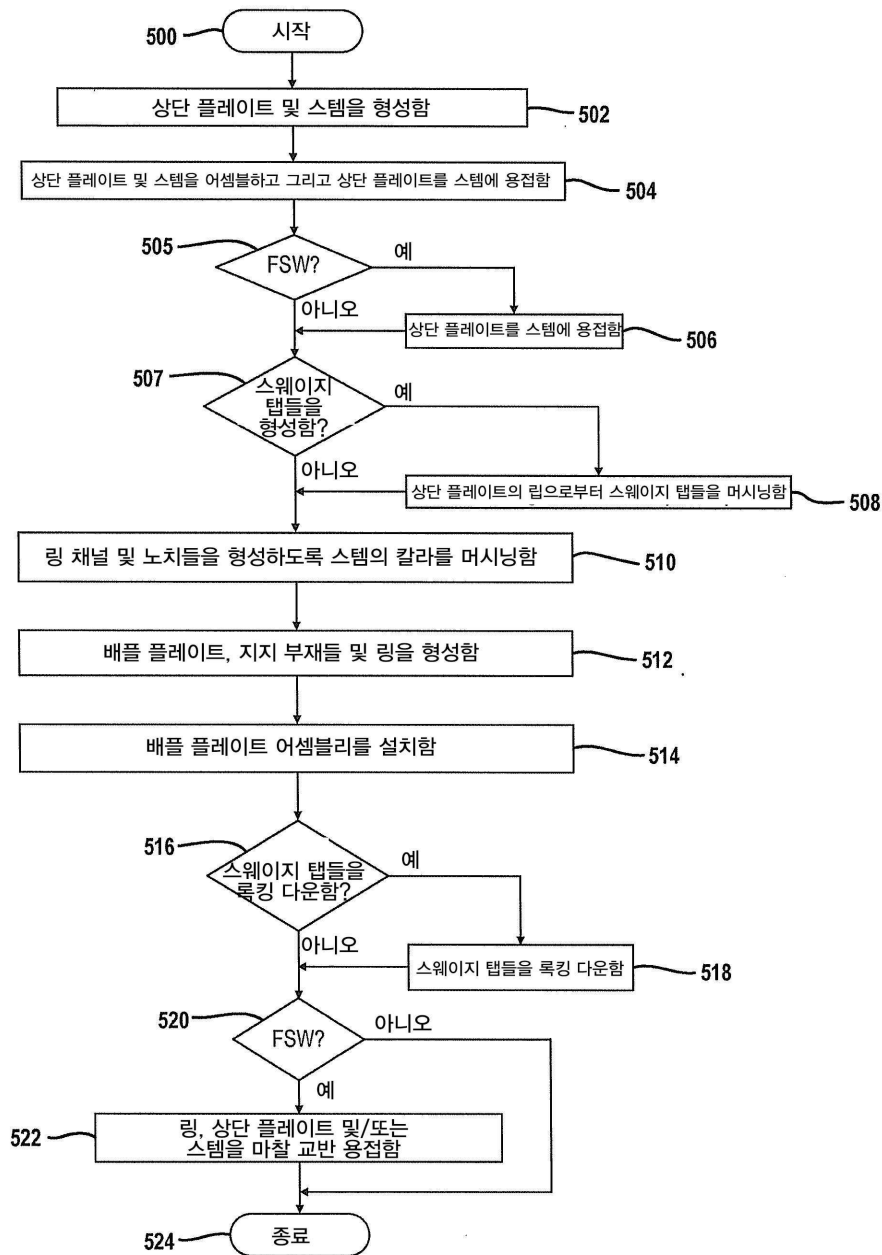 500
시작
상단 플레이트 및 스템을 형성함
502
상단 플레이트 및 스템을 어셈블하고 그리고 상단 플레이트를 스템에 용접함
504
505
FSW?
예
아니오
상단 플레이트를 스템에 용접함
506
507
스웨이지
탭들을
형성함?
예
아니오
상단 플레이트의 립으로부터 스웨이지 탭들을 머시닝함
508
링 채널 및 노치들을 형성하도록 스템의 칼라를 머시닝함
510
배플 플레이트, 지지 부재들 및 링을 형성함
512
배플 플레이트 어셈블리를 설치함
514
516
스웨이지 탭들을
록킹 다운함?
예
아니오
스웨이지 탭들을 록킹 다운함
518
520
FSW?
아니오
예
522
링, 상단 플레이트 및/또는
스템을 마찰 교반 용접함
524
종료